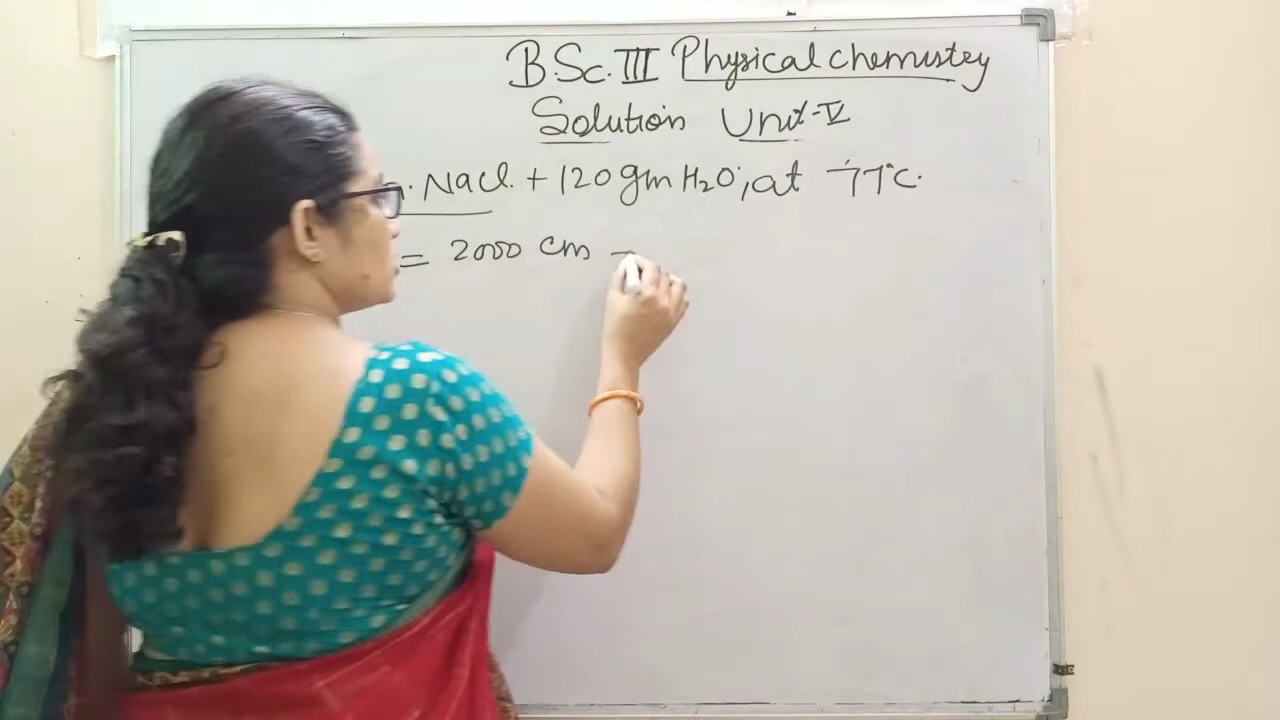 B.Sc. III Physical chemistry
Solution Unit-V
NaCl. + 120 gm H₂O, at 77°C.
= 2000 cm -